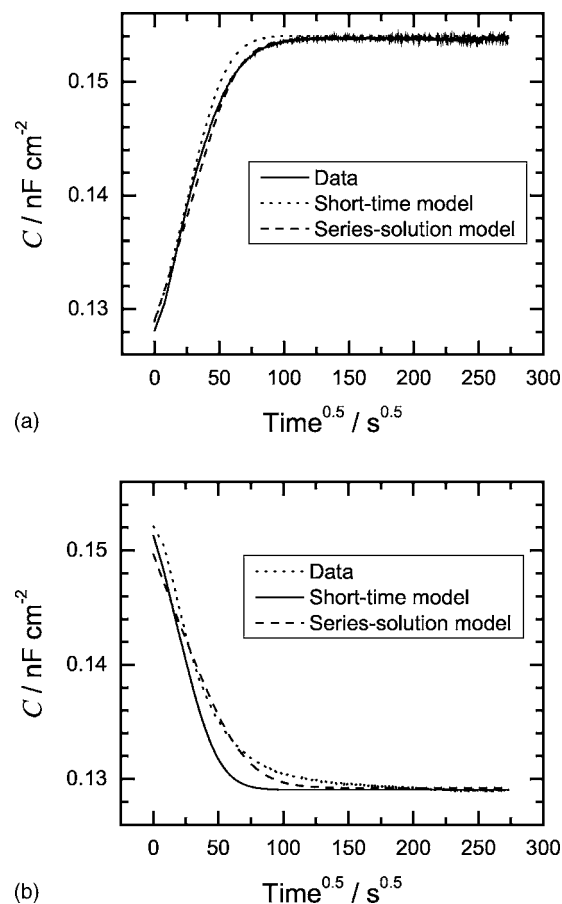 0.15
0.14
0.13
C / nF cm⁻²
Data
Short-time model
Series-solution model
0 50 100 150 200 250 300
Time⁰·⁵ / s⁰·⁵
(a)
0.15
0.14
0.13
C / nF cm⁻²
Data
Short-time model
Series-solution model
0 50 100 150 200 250 300
Time⁰·⁵ / s⁰·⁵
(b)